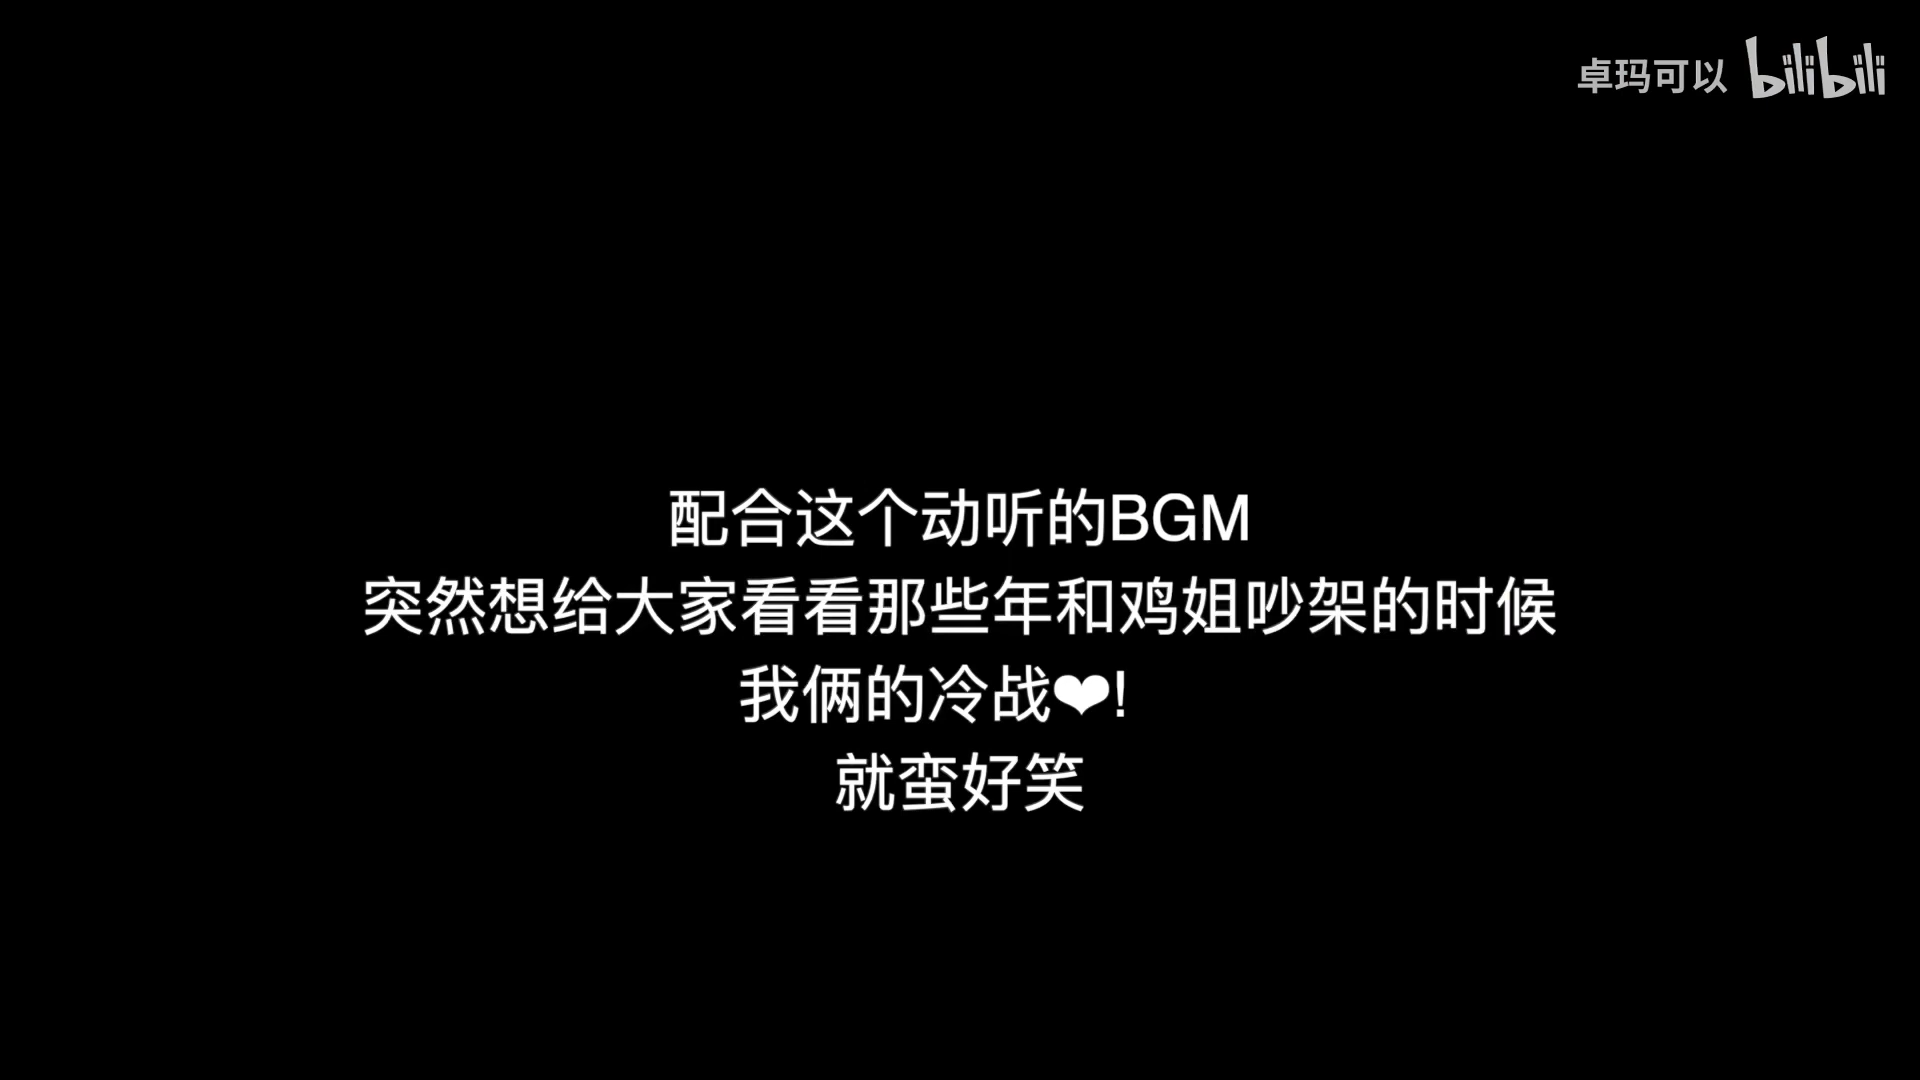 卓玛可以 bilibili
配合这个动听的BGM
突然想给大家看看那些年和鸡姐吵架的时候
我俩的冷战❤!
就蛮好笑